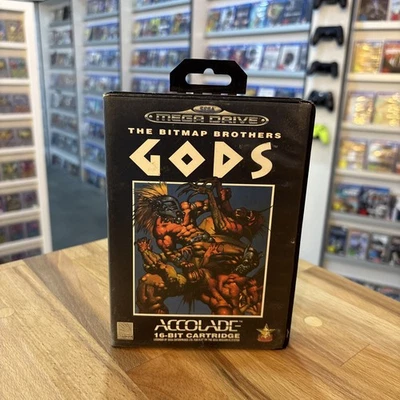 SEGA
MEGA DRIVE
THE BITMAP BROTHERS
GODS
ACCOLADE
16-BIT CARTRIDGE